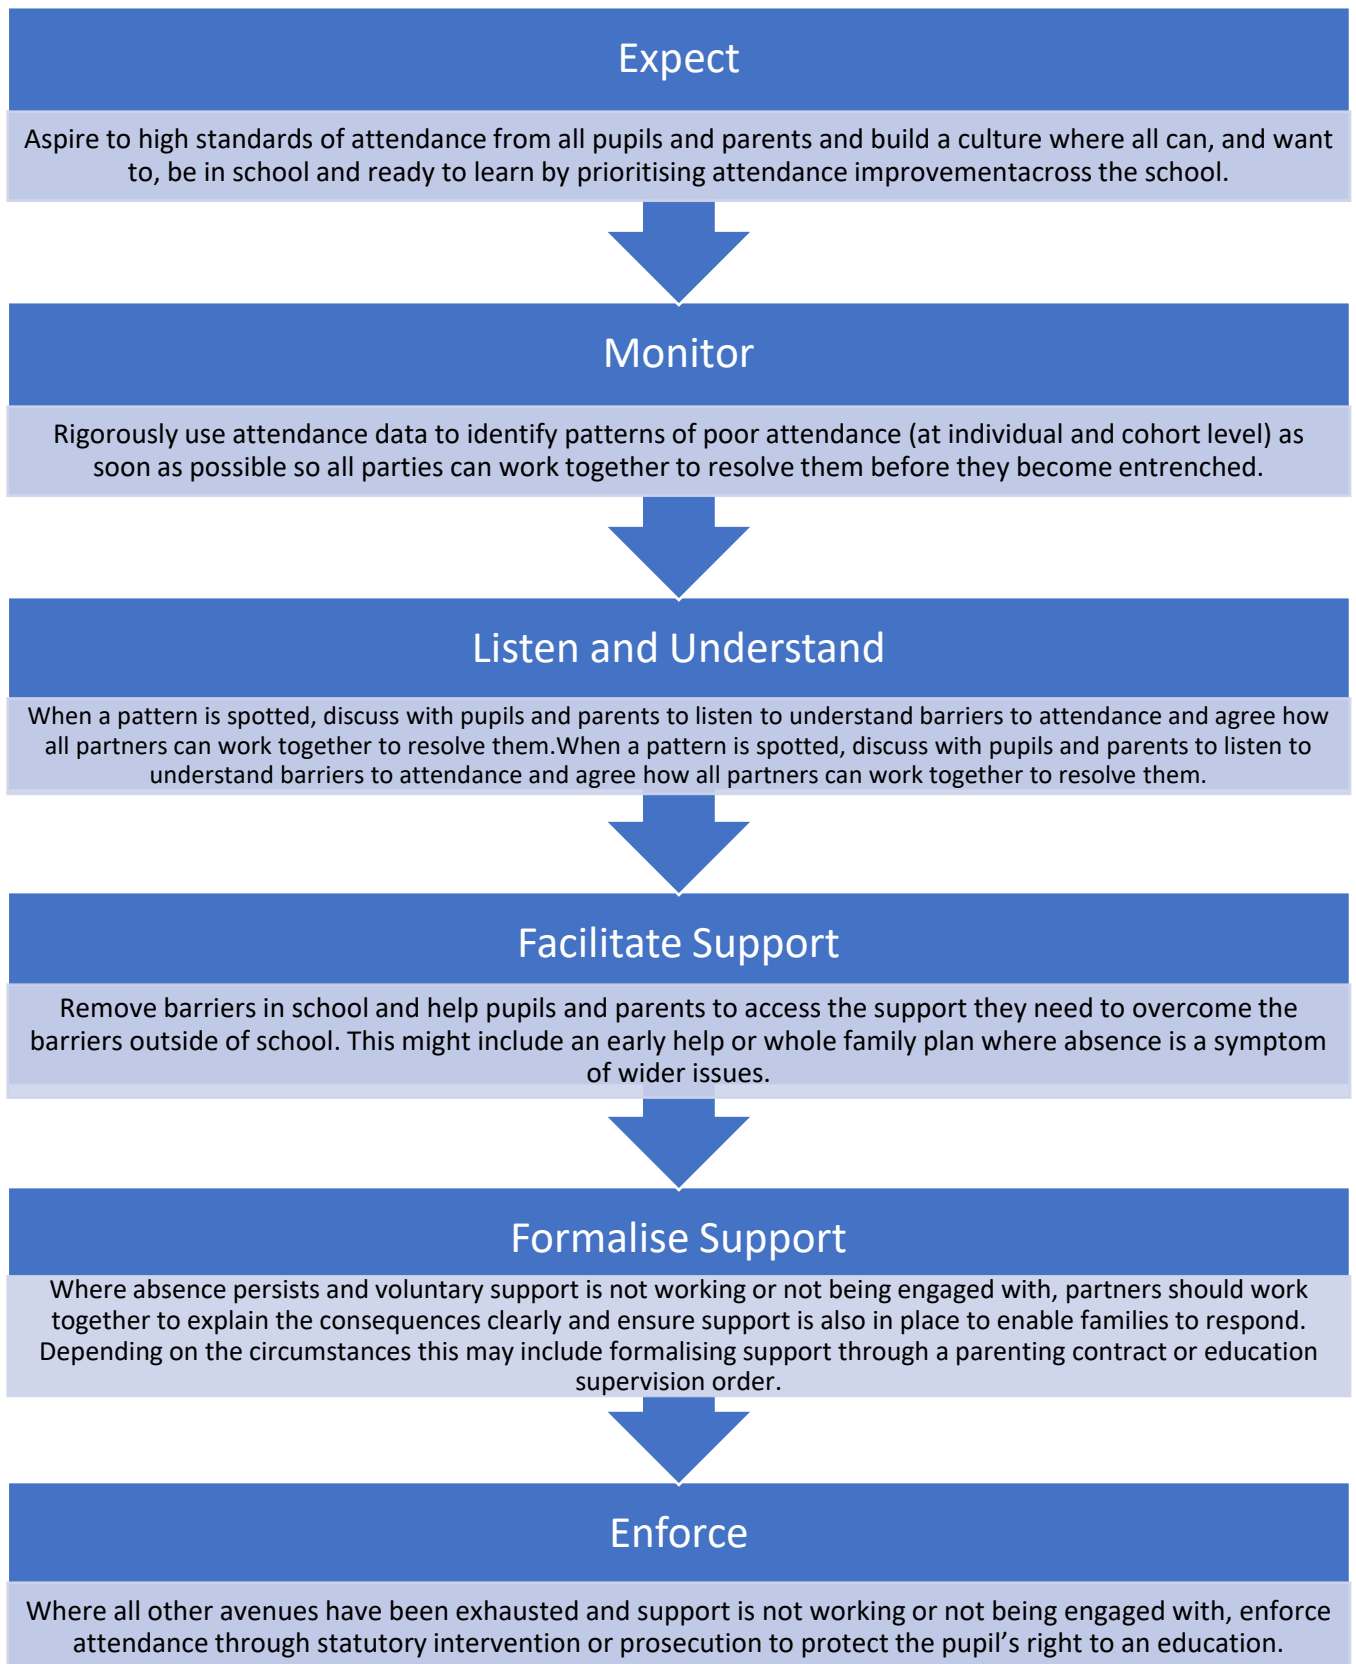 Expect
Aspire to high standards of attendance from all pupils and parents and build a culture where all can, and want
to, be in school and ready to learn by prioritising attendance improvementacross the school.
Monitor
Rigorously use attendance data to identify patterns of poor attendance (at individual and cohort level) as
soon as possible so all parties can work together to resolve them before they become entrenched.
Listen and Understand
When a pattern is spotted, discuss with pupils and parents to listen to understand barriers to attendance and agree how
all partners can work together to resolve them.When a pattern is spotted, discuss with pupils and parents to listen to
understand barriers to attendance and agree how all partners can work together to resolve them.
Facilitate Support
Remove barriers in school and help pupils and parents to access the support they need to overcome the
barriers outside of school. This might include an early help or whole family plan where absence is a symptom
of wider issues.
Formalise Support
Where absence persists and voluntary support is not working or not being engaged with, partners should work
together to explain the consequences clearly and ensure support is also in place to enable families to respond.
Depending on the circumstances this may include formalising support through a parenting contract or education
supervision order.
Enforce
Where all other avenues have been exhausted and support is not working or not being engaged with, enforce
attendance through statutory intervention or prosecution to protect the pupil’s right to an education.